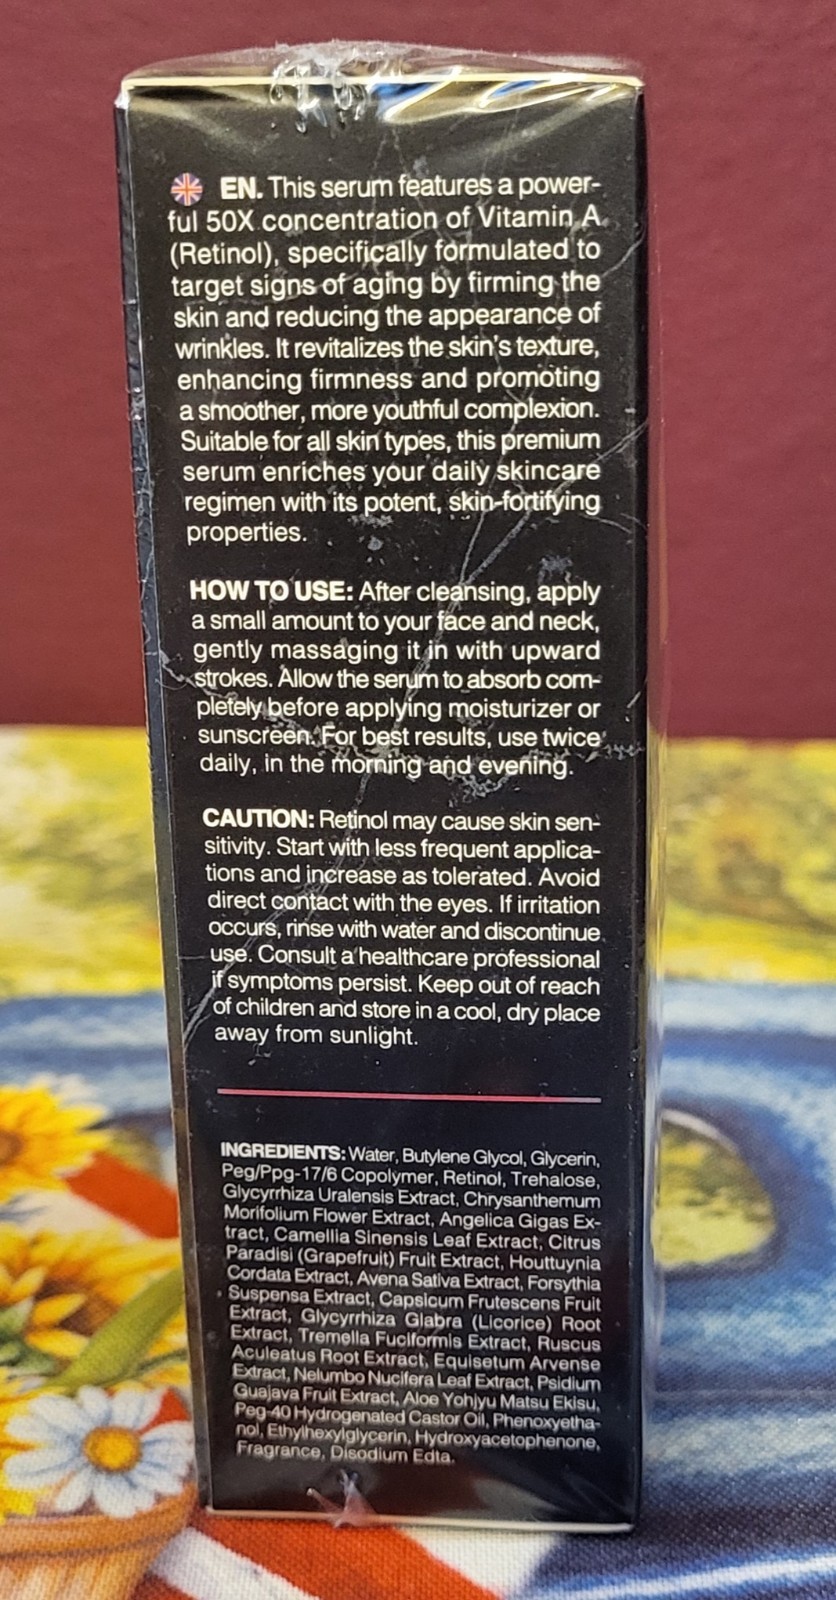 EN. This serum features a power-
ful 50X concentration of Vitamin A
(Retinol), specifically formulated to
target signs of aging by firming the
skin and reducing the appearance of
wrinkles. It revitalizes the skin's texture,
enhancing firmness and promoting
a smoother, more youthful complexion.
Suitable for all skin types, this premium
serum enriches your daily skincare
regimen with its potent, skin-fortifying
properties.
HOW TO USE: After cleansing, apply
a small amount to your face and neck,
gently massaging it in with upward
strokes. Allow the serum to absorb com-
pletely before applying moisturizer or
sunscreen. For best results, use twice
daily, in the morning and evening.
CAUTION: Retinol may cause skin sen-
sitivity. Start with less frequent applica-
tions and increase as tolerated. Avoid
direct contact with the eyes. If irritation
occurs, rinse with water and discontinue
use. Consult a healthcare professional
if symptoms persist. Keep out of reach
of children and store in a cool, dry place
away from sunlight.
INGREDIENTS: Water, Butylene Glycol, Glycerin,
Peg/Ppg-17/6 Copolymer, Retinol, Trehalose,
Glycyrrhiza Uralensis Extract, Chrysanthemum
Morifolium Flower Extract, Angelica Gigas Ex-
tract, Camellia Sinensis Leaf Extract, Citrus
Paradisi (Grapefruit) Fruit Extract, Houttuynia
Cordata Extract, Avena Sativa Extract, Forsythia
Suspensa Extract, Capsicum Frutescens Fruit
Extract, Glycyrrhiza Glabra (Licorice) Root
Extract, Tremella Fuciformis Extract, Ruscus
Aculeatus Root Extract, Equisetum Arvense
Extract, Nelumbo Nucifera Leaf Extract, Psidium
Guajava Fruit Extract, Aloe Yohjyu Matsu Ekisu,
Peg-40 Hydrogenated Castor Oil, Phenoxyetha-
nol, Ethylhexylglycerin, Hydroxyacetophenone,
Fragrance, Disodium Edta.